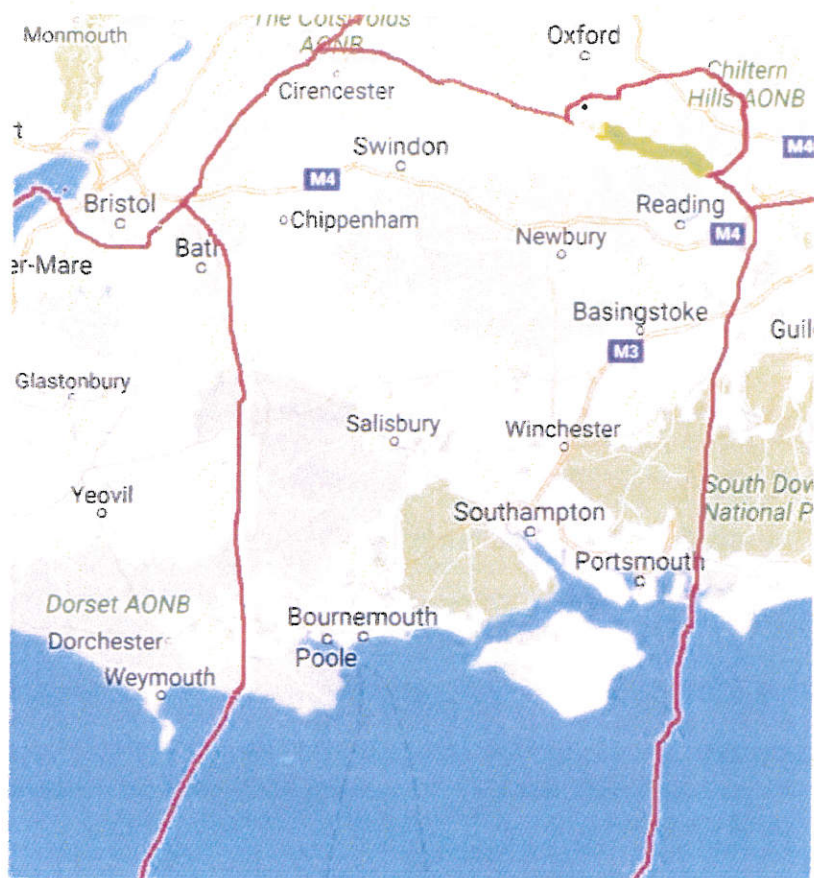 Monmouth
The Cotswolds
AONB
Oxford
Chiltern
Hills AONB
Cirencester
Swindon
M4
M4
Bristol
Chippenham
Reading
M4
Newbury
er-Mare
Bath
Basingstoke
M3
Guil
Glastonbury
Salisbury
Winchester
Yeovil
South Dow
National P
Southampton
Portsmouth
Dorset AONB
Bournemouth
Dorchester
Poole
Weymouth